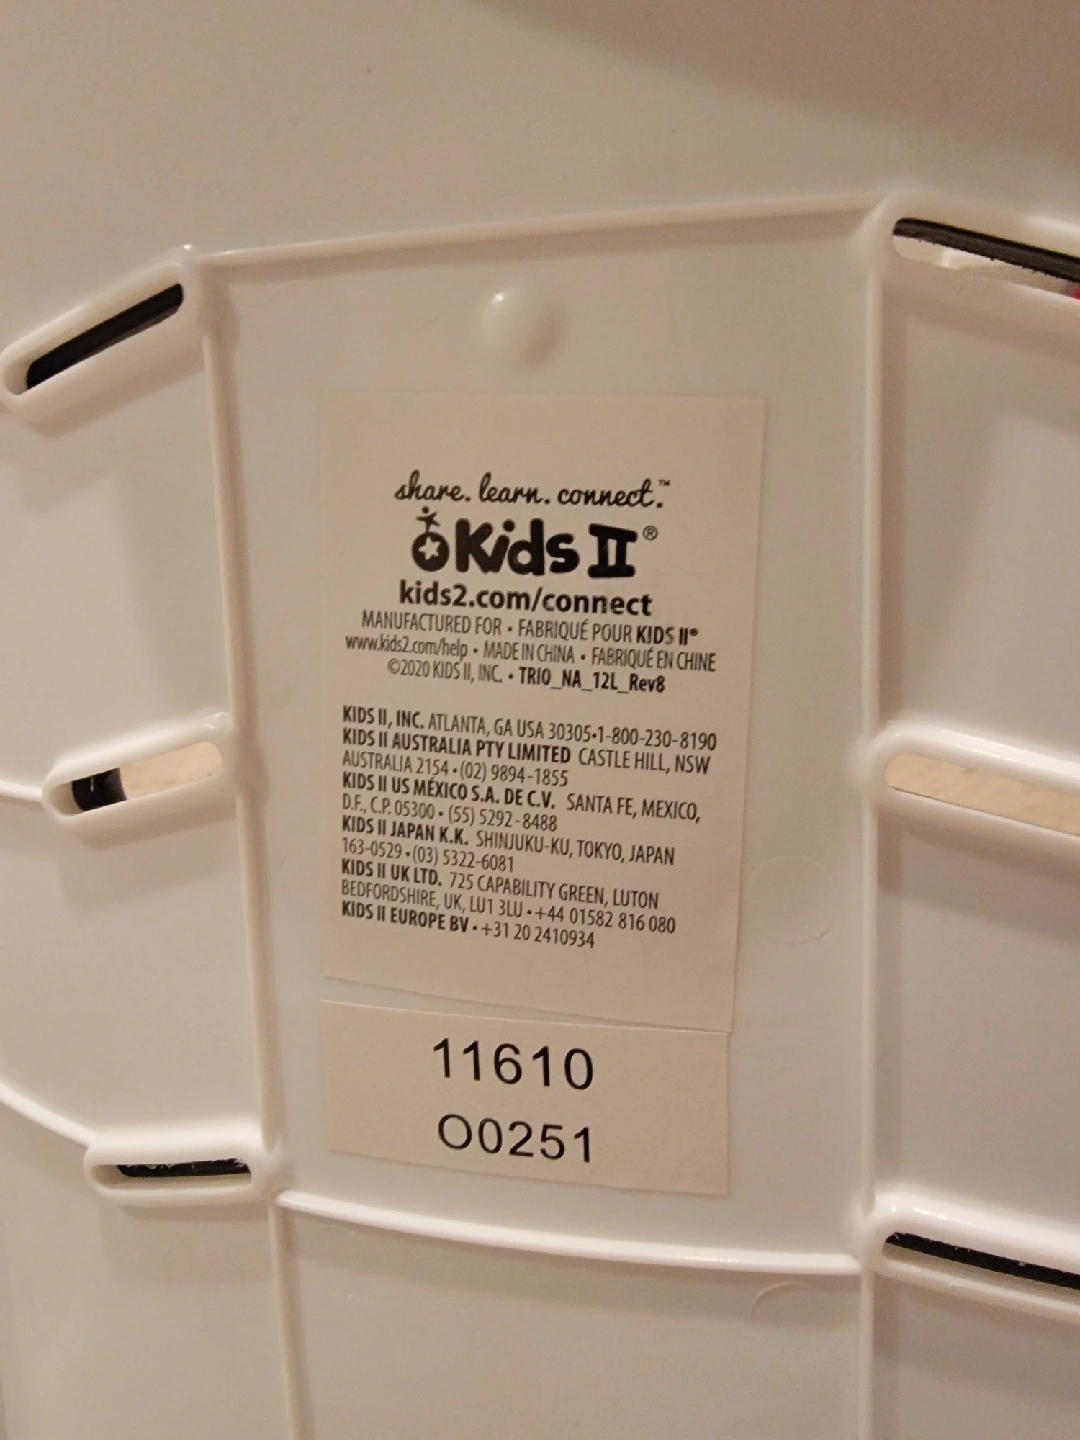 share. learn. connect.™
Kids II®
kids2.com/connect
MANUFACTURED FOR • FABRIQUÉ POUR KIDS II®
www.kids2.com/help • MADE IN CHINA • FABRIQUÉ EN CHINE
©2020 KIDS II, INC. • TRIO_NA_12L_Rev8
KIDS II, INC. ATLANTA, GA USA 30305•1-800-230-8190
KIDS II AUSTRALIA PTY LIMITED CASTLE HILL, NSW
AUSTRALIA 2154 • (02) 9894-1855
KIDS II US MÉXICO S.A. DE C.V. SANTA FE, MEXICO,
D.F., C.P. 05300 • (55) 5292-8488
KIDS II JAPAN K.K. SHINJUKU-KU, TOKYO, JAPAN
163-0529 • (03) 5322-6081
KIDS II UK LTD. 725 CAPABILITY GREEN, LUTON
BEDFORDSHIRE, UK, LU1 3LU • +44 01582 816 080
KIDS II EUROPE BV • +31 20 2410934
11610
O0251